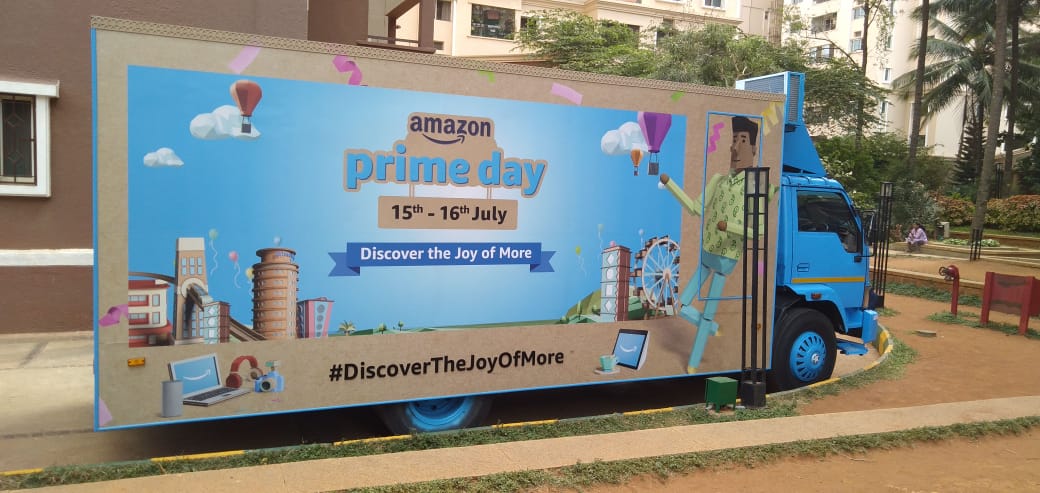 amazon
prime day
15th - 16th July
Discover the Joy of More
#DiscoverTheJoyOfMore